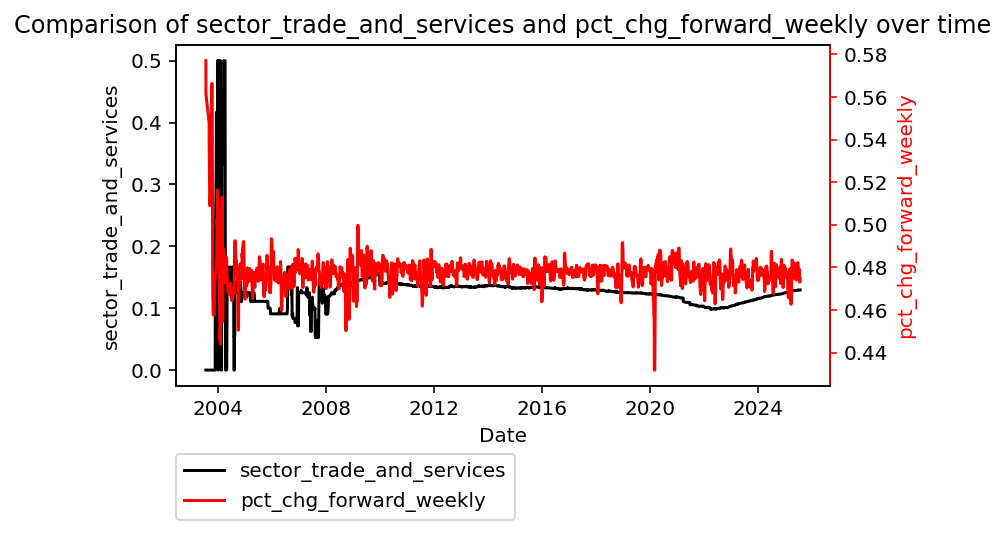 Comparison of sector_trade_and_services and pct_chg_forward_weekly over time
sector_trade_and_services
0.5
0.4
0.3
0.2
0.1
0.0
0.58
0.56
0.54
0.52
0.50
0.48
0.46
0.44
pct_chg_forward_weekly
2004 2008 2012 2016 2020 2024
Date
sector_trade_and_services
pct_chg_forward_weekly